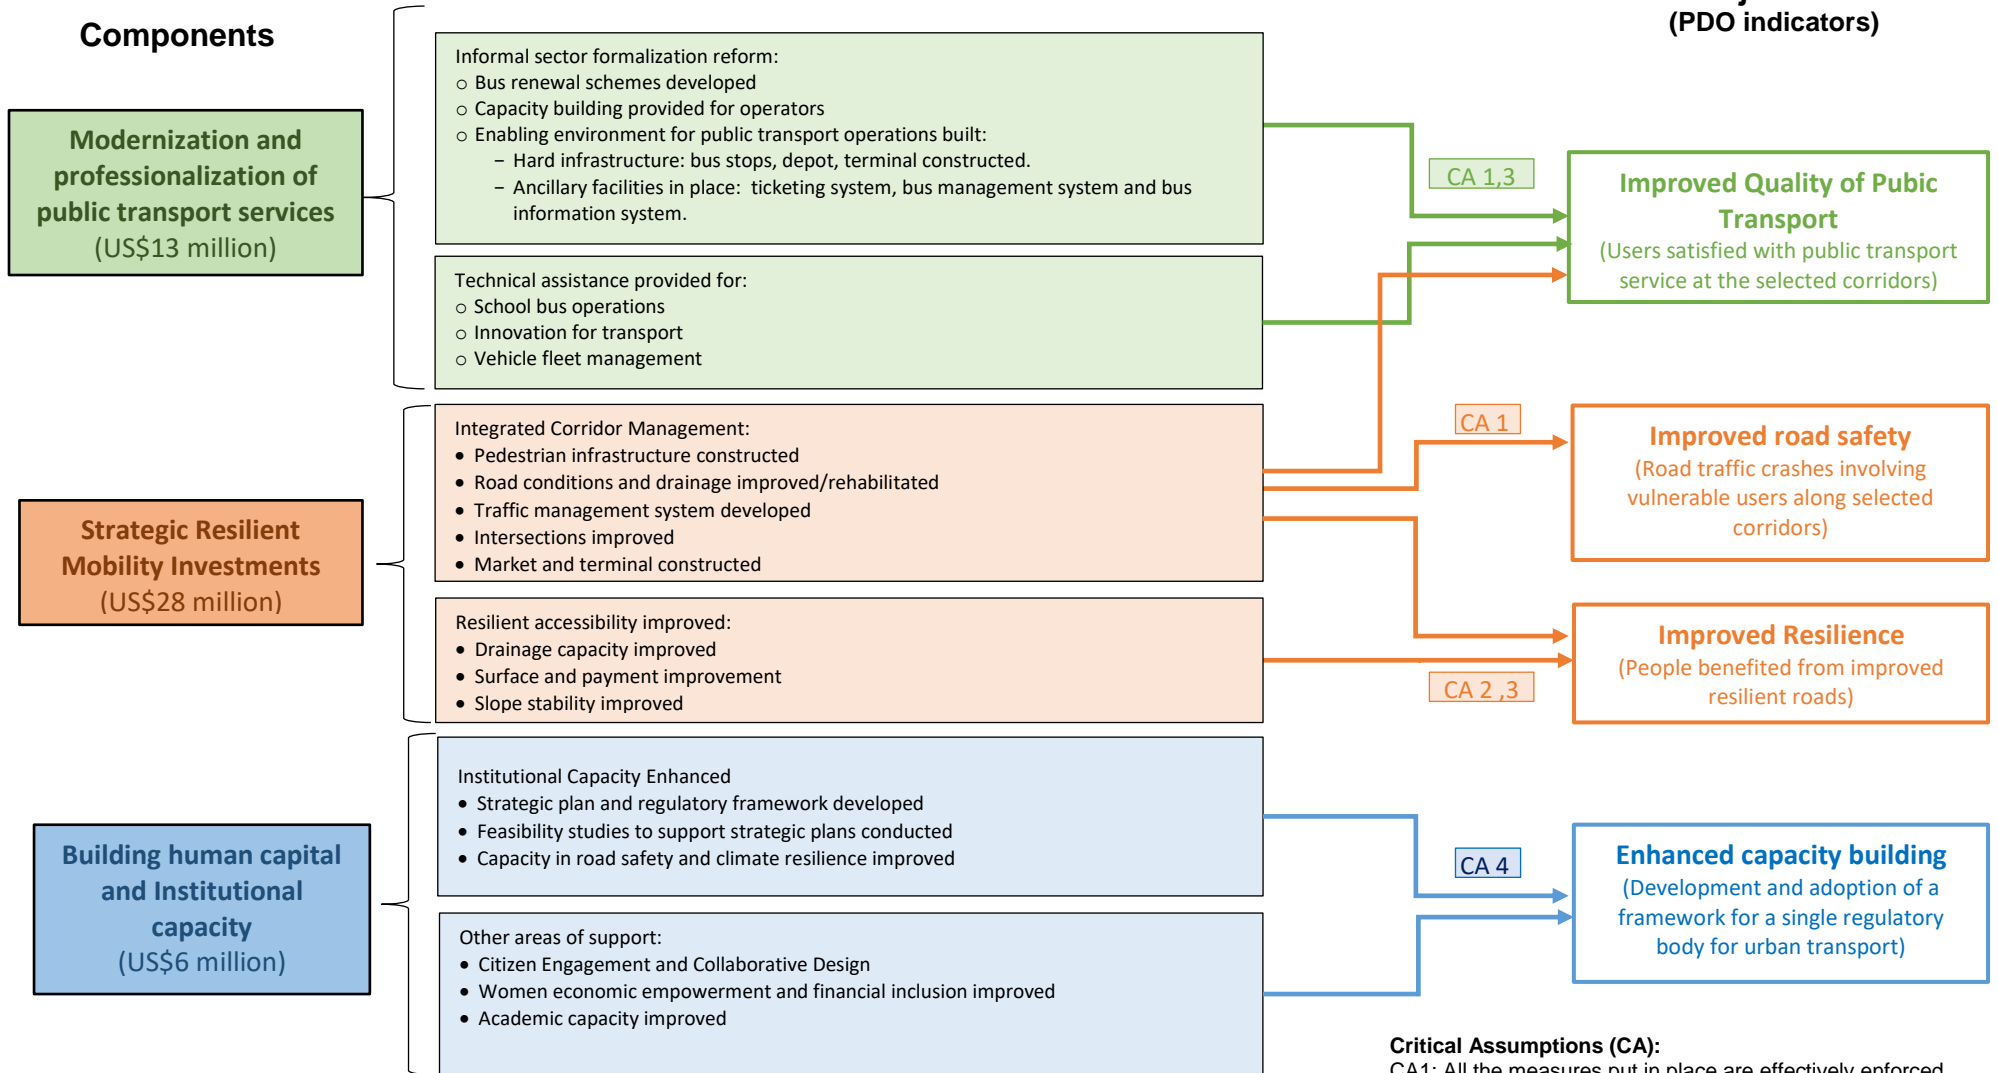 Components
(PDO indicators)
Modernization and
professionalization of
public transport services
(US$13 million)
Informal sector formalization reform:
o Bus renewal schemes developed
o Capacity building provided for operators
o Enabling environment for public transport operations built:
− Hard infrastructure: bus stops, depot, terminal constructed.
− Ancillary facilities in place: ticketing system, bus management system and bus
information system.
Technical assistance provided for:
o School bus operations
o Innovation for transport
o Vehicle fleet management
CA 1,3
Improved Quality of Pubic
Transport
(Users satisfied with public transport
service at the selected corridors)
Strategic Resilient
Mobility Investments
(US$28 million)
Integrated Corridor Management:
• Pedestrian infrastructure constructed
• Road conditions and drainage improved/rehabilitated
• Traffic management system developed
• Intersections improved
• Market and terminal constructed
Resilient accessibility improved:
• Drainage capacity improved
• Surface and payment improvement
• Slope stability improved
CA 1
Improved road safety
(Road traffic crashes involving
vulnerable users along selected
corridors)
CA 2 ,3
Improved Resilience
(People benefited from improved
resilient roads)
Building human capital
and Institutional
capacity
(US$6 million)
Institutional Capacity Enhanced
• Strategic plan and regulatory framework developed
• Feasibility studies to support strategic plans conducted
• Capacity in road safety and climate resilience improved
Other areas of support:
• Citizen Engagement and Collaborative Design
• Women economic empowerment and financial inclusion improved
• Academic capacity improved
CA 4
Enhanced capacity building
(Development and adoption of a
framework for a single regulatory
body for urban transport)
Critical Assumptions (CA):
CA1: All the measures put in place are effectively enforced